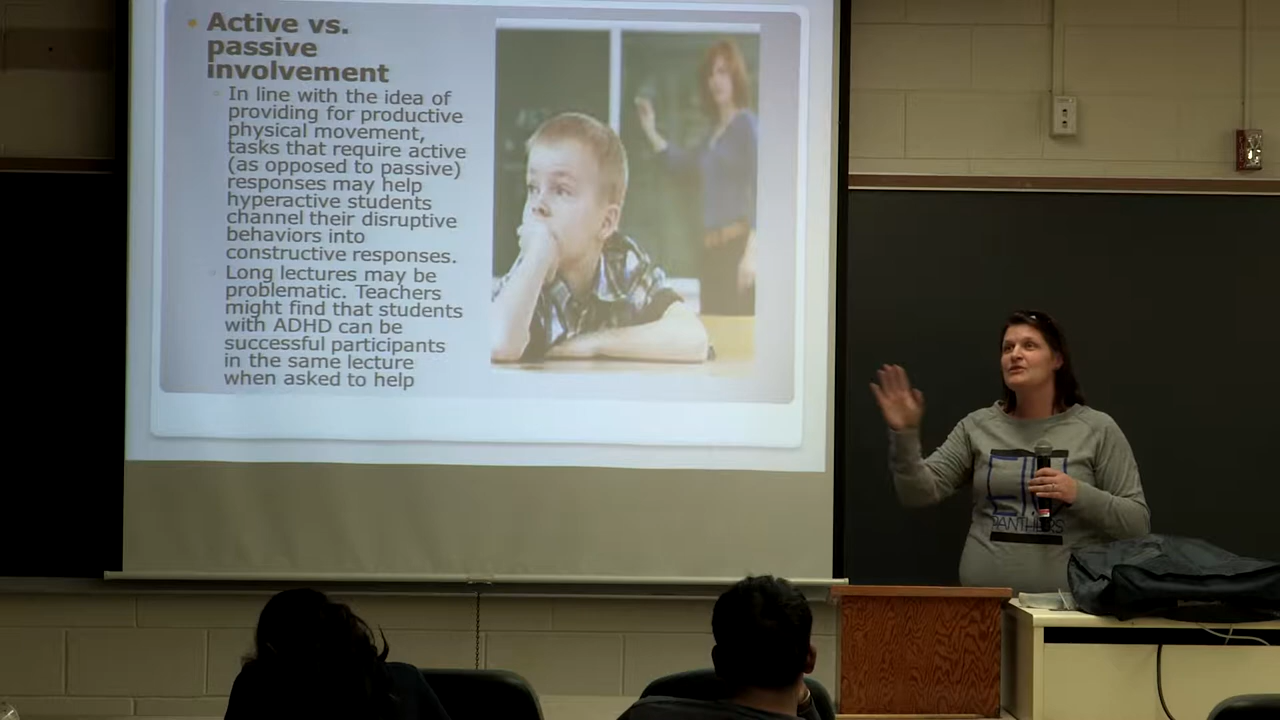 Active vs.
passive
involvement
In line with the idea of
providing for productive
physical movement,
tasks that require active
(as opposed to passive)
responses may help
hyperactive students
channel their disruptive
behaviors into
constructive responses.
Long lectures may be
problematic. Teachers
might find that students
with ADHD can be
successful participants
in the same lecture
when asked to help
EIU
PANTHERS